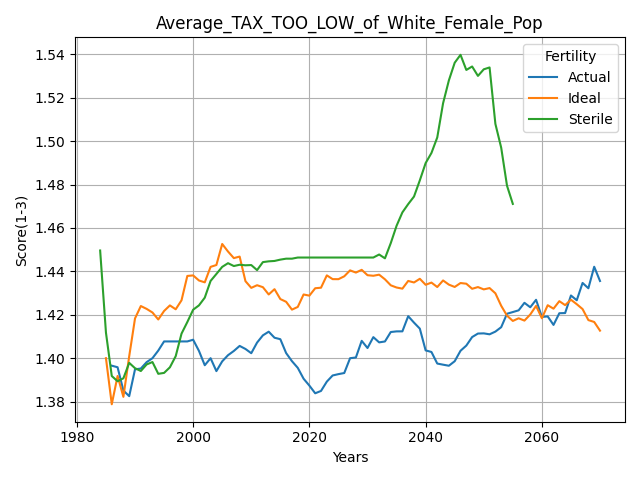 Average_TAX_TOO_LOW_of_White_Female_Pop
Fertility
Actual
Ideal
Sterile
Score(1-3)
1.54
1.52
1.50
1.48
1.46
1.44
1.42
1.40
1.38
1980
2000
2020
2040
2060
Years